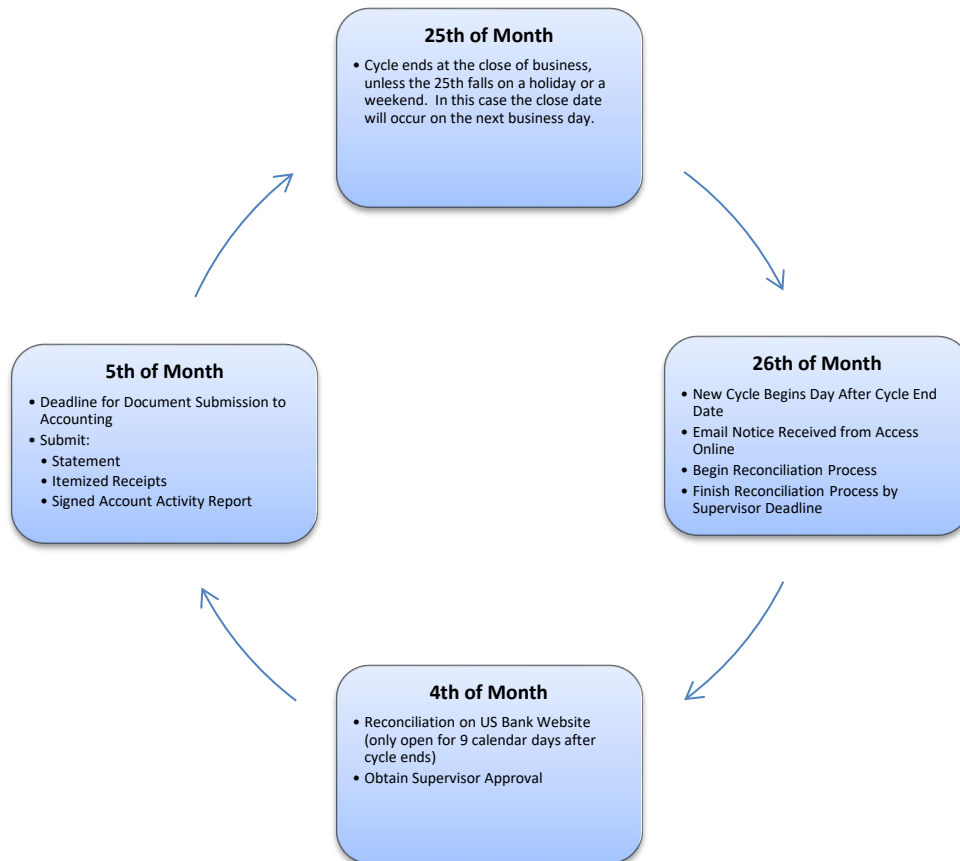 25th of Month
• Cycle ends at the close of business,
unless the 25th falls on a holiday or a
weekend.  In this case the close date
will occur on the next business day.
26th of Month
• New Cycle Begins Day After Cycle End
Date
• Email Notice Received from Access
Online
• Begin Reconciliation Process
• Finish Reconciliation Process by
Supervisor Deadline
4th of Month
• Reconciliation on US Bank Website
(only open for 9 calendar days after
cycle ends)
• Obtain Supervisor Approval
5th of Month
• Deadline for Document Submission to
Accounting
• Submit:
• Statement
• Itemized Receipts
• Signed Account Activity Report